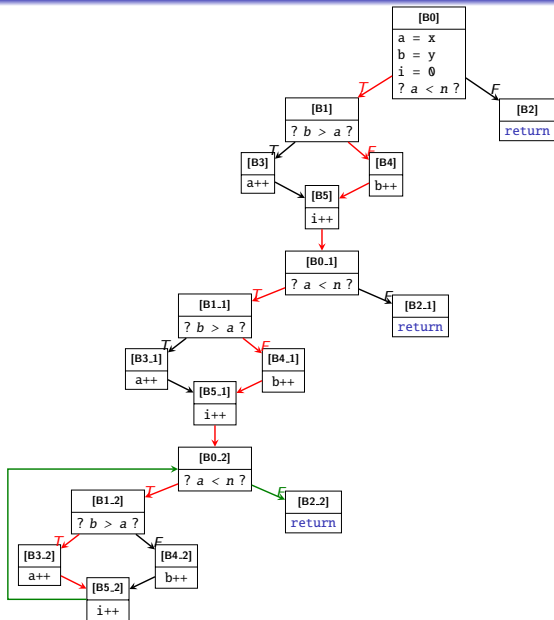 [B0]
a = x
b = y
i = 0
? a < n ?
T
F
[B2]
return
[B1]
? b > a ?
T
F
[B3]
a++
[B4]
b++
[B5]
i++
[B0_1]
? a < n ?
T
F
[B2_1]
return
[B1_1]
? b > a ?
T
F
[B3_1]
a++
[B4_1]
b++
[B5_1]
i++
[B0_2]
? a < n ?
T
F
[B2_2]
return
[B1_2]
? b > a ?
T
F
[B3_2]
a++
[B4_2]
b++
[B5_2]
i++